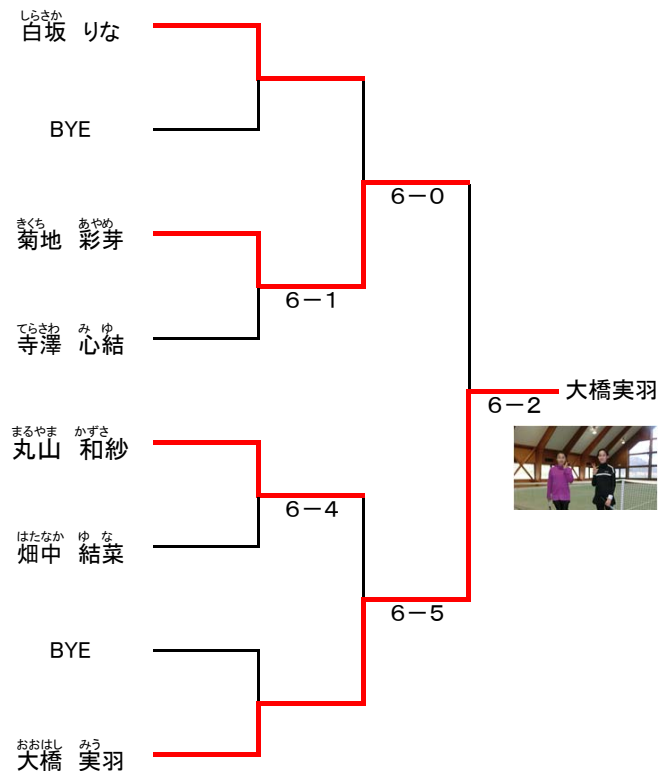 しらさか
白坂 りな
BYE
６－０
きくち あやめ
菊地 彩芽
６－１
てらさわ み ゆ
寺澤 心結
大橋実羽
６－２
まるやま かずさ
丸山 和紗
６－４
はたなか ゆ な
畑中 結菜
６－５
BYE
おおはし みう
大橋 実羽